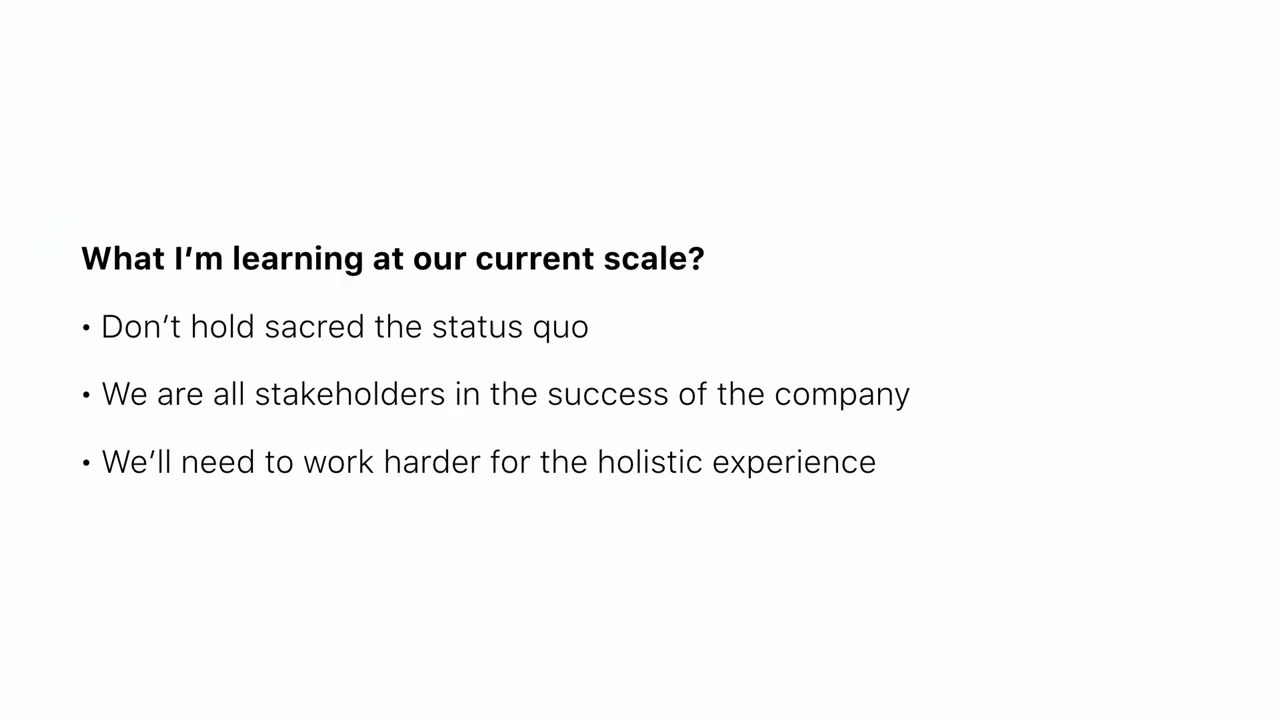 What I’m learning at our current scale?
• Don’t hold sacred the status quo
• We are all stakeholders in the success of the company
• We’ll need to work harder for the holistic experience